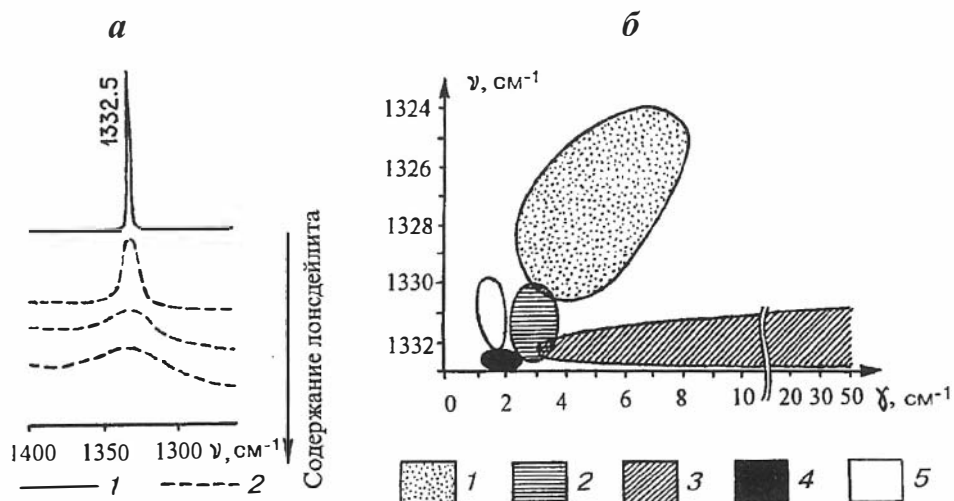 а
б
1332.5
Содержание лонсдейлита
1400 1350 1300 ν, см⁻¹
1 2
ν, см⁻¹
1324
1326
1328
1330
1332
0 2 4 6 8 10 20 30 50 γ, см⁻¹
1 2 3 4 5